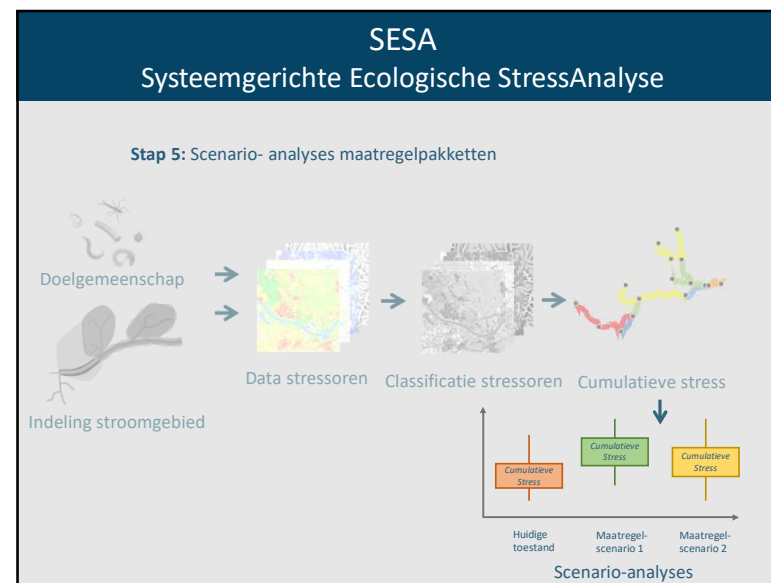 SESA
Systeemgerichte Ecologische StressAnalyse
Stap 5: Scenario- analyses maatregelpakketten
Doelgemeenschap
Indeling stroomgebied
Data stressoren
Classificatie stressoren
Cumulatieve stress
Cumulatieve
Stress
Cumulatieve
Stress
Cumulatieve
Stress
Huidige
toestand
Maatregel-
scenario 1
Maatregel-
scenario 2
Scenario-analyses